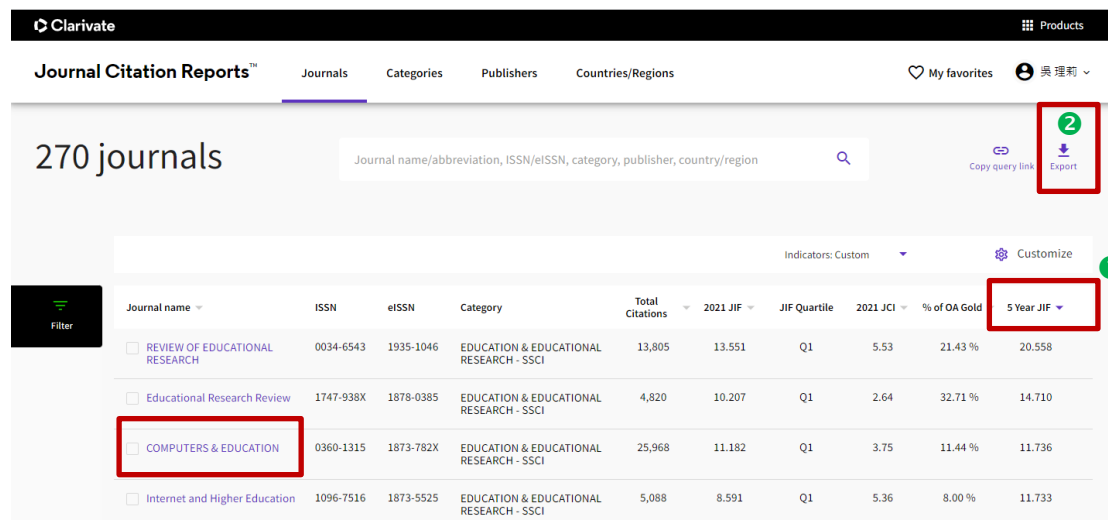 Clarivate Products
Journal Citation Reports™ Journals Categories Publishers Countries/Regions My favorites 吳 理莉
2
270 journals Journal name/abbreviation, ISSN/eISSN, category, publisher, country/region Copy query link Export
Indicators: Custom Customize
Filter
Journal name ISSN eISSN Category Total Citations 2021 JIF JIF Quartile 2021 JCI % of OA Gold 5 Year JIF
REVIEW OF EDUCATIONAL RESEARCH 0034-6543 1935-1046 EDUCATION & EDUCATIONAL RESEARCH - SSCI 13,805 13.551 Q1 5.53 21.43 % 20.558
Educational Research Review 1747-938X 1878-0385 EDUCATION & EDUCATIONAL RESEARCH - SSCI 4,820 10.207 Q1 2.64 32.71 % 14.710
COMPUTERS & EDUCATION 0360-1315 1873-782X EDUCATION & EDUCATIONAL RESEARCH - SSCI 25,968 11.182 Q1 3.75 11.44 % 11.736
Internet and Higher Education 1096-7516 1873-5525 EDUCATION & EDUCATIONAL RESEARCH - SSCI 5,088 8.591 Q1 5.36 8.00 % 11.733